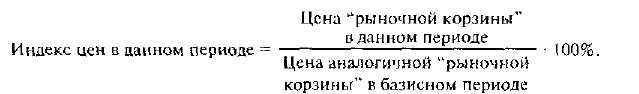 Цена “рыночной корзины”
в данном периоде
Индекс цен в данном периоде = · 100%.
Цена аналогичной “рыночной
корзины” в базисном периоде